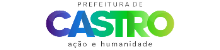 PREFEITURA DE
CASTRO
ação e humanidade